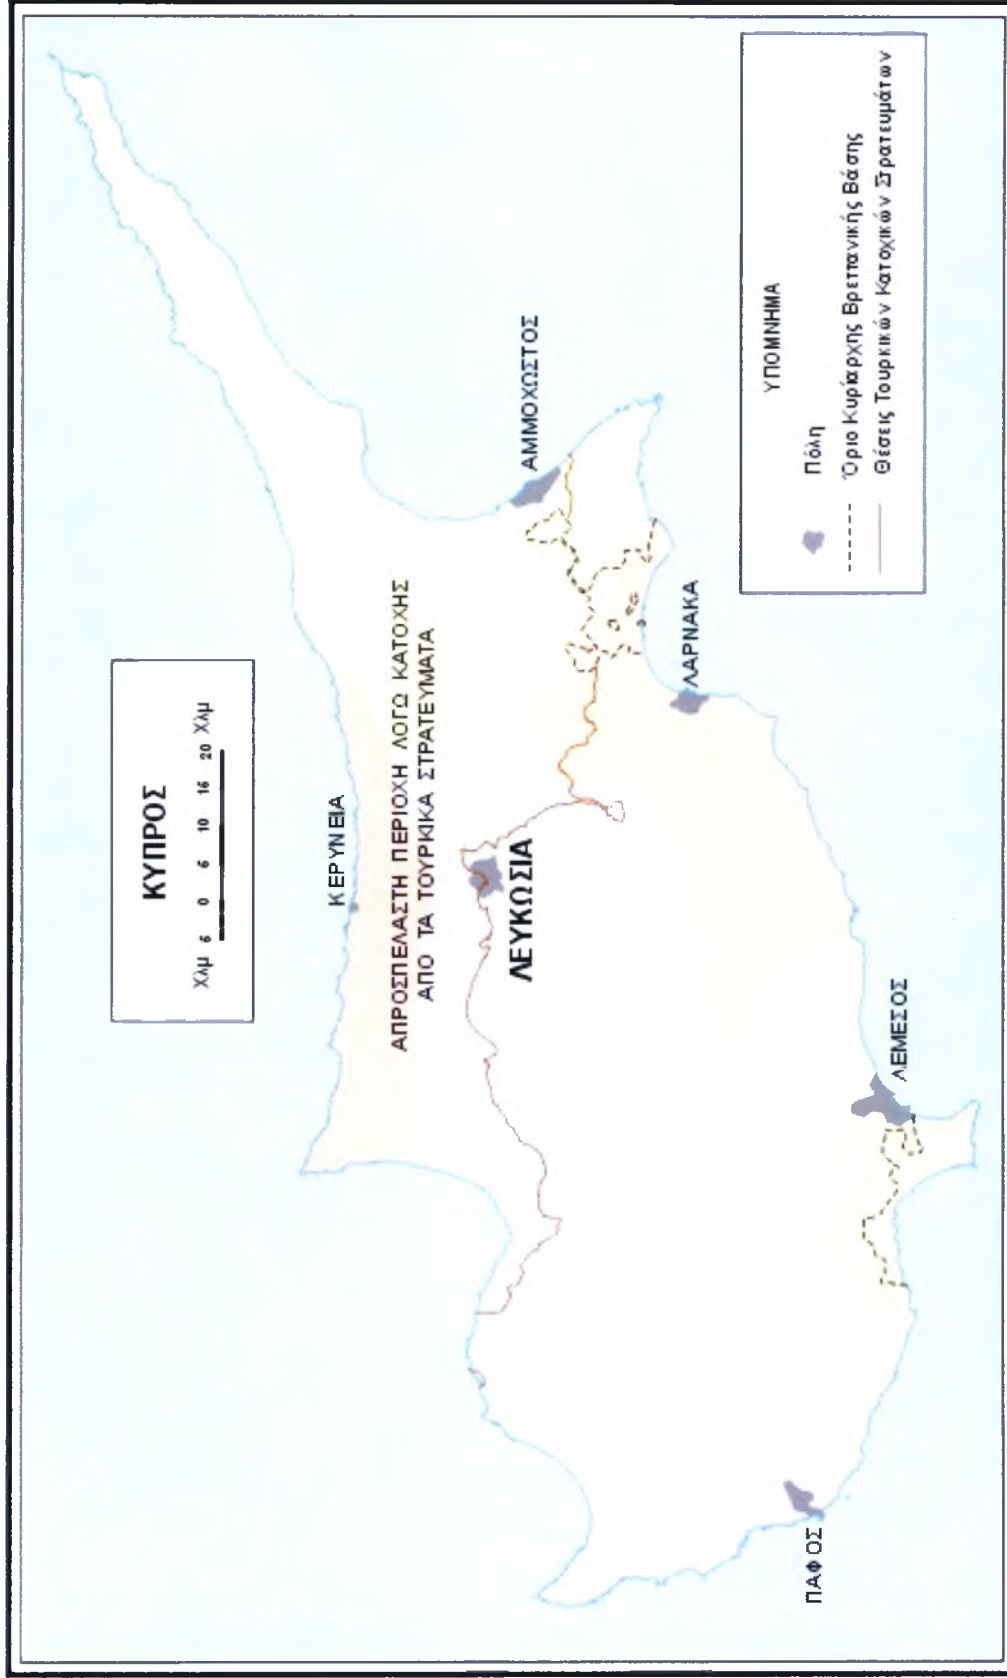 ΚΥΠΡΟΣ
Χλμ 6 0 6 10 16 20 Χλμ
ΚΕΡΥΝΕΙΑ
ΑΠΡΟΣΠΕΛΑΣΤΗ ΠΕΡΙΟΧΗ ΛΟΓΩ ΚΑΤΟΧΗΣ
ΑΠΟ ΤΑ ΤΟΥΡΚΙΚΑ ΣΤΡΑΤΕΥΜΑΤΑ
ΑΜΜΟΧΩΣΤΟΣ
ΛΕΥΚΩΣΙΑ
ΛΑΡΝΑΚΑ
ΠΑΦΟΣ
ΛΕΜΕΣΟΣ
ΥΠΟΜΝΗΜΑ
Πόλη
Όριο Κυρίαρχης Βρεττανικής Βάσης
Θέσεις Τουρκικών Κατοχικών Στρατευμάτων